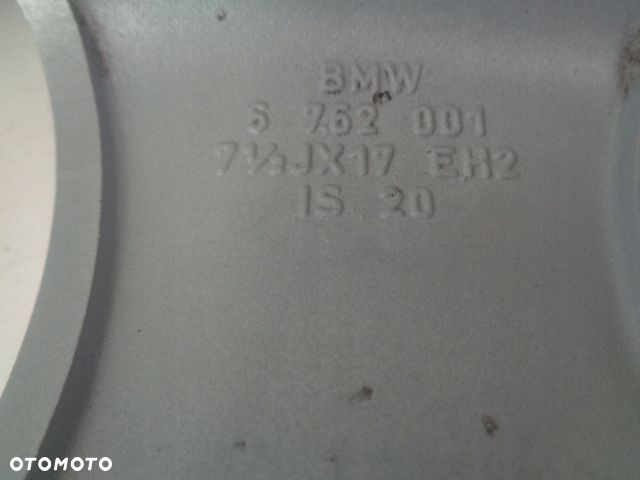 BMW
6 762 001
7½JX17 EH2
IS 20
OTOMOTO